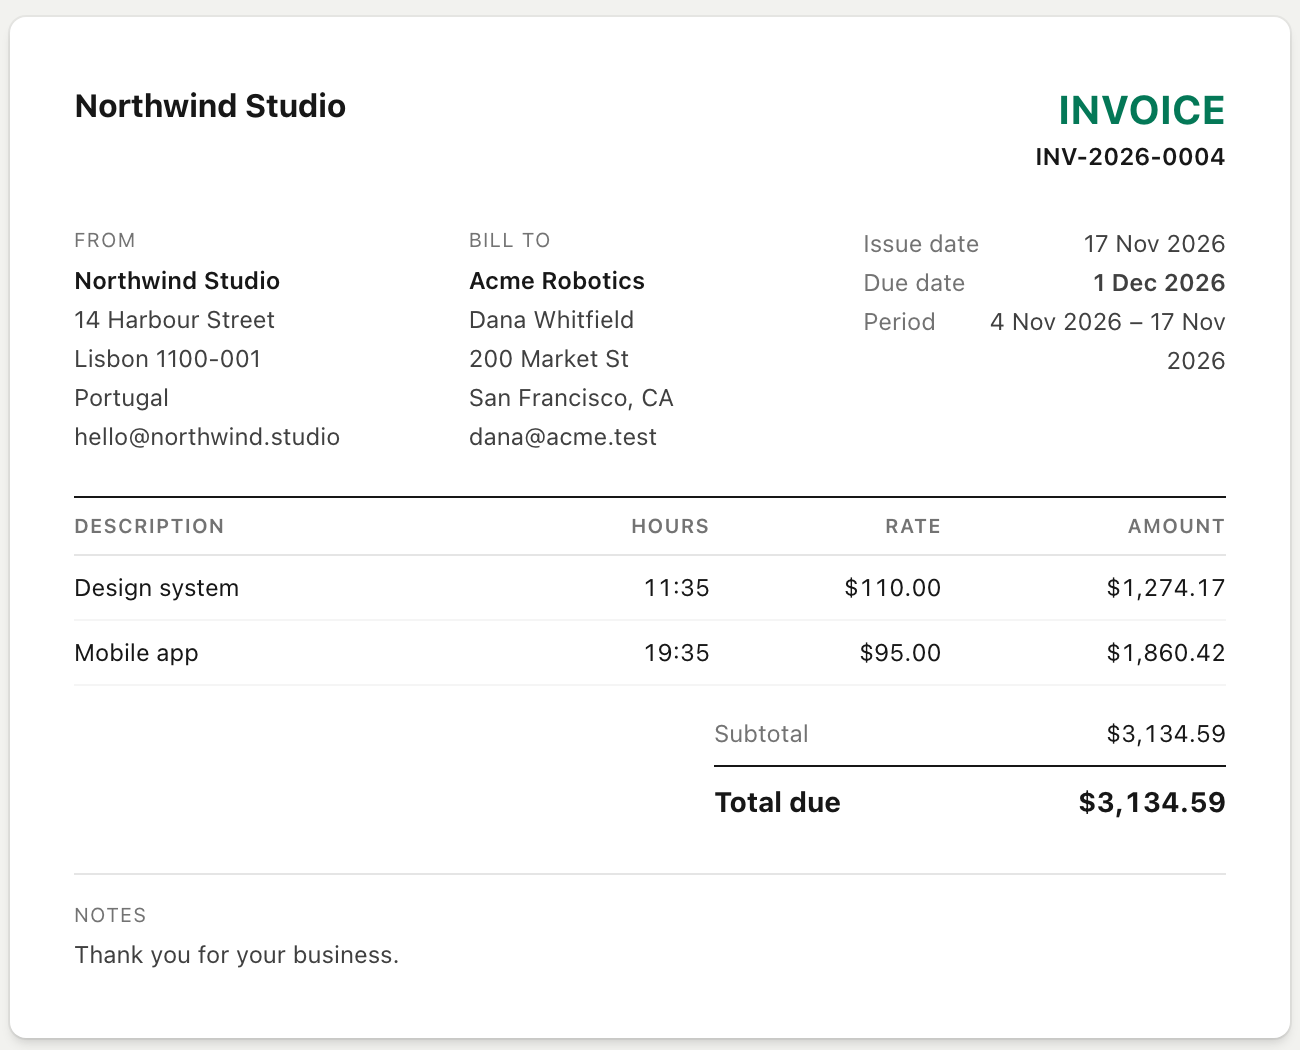 Northwind Studio
INVOICE
INV-2026-0004
FROM
Northwind Studio
14 Harbour Street
Lisbon 1100-001
Portugal
hello@northwind.studio
BILL TO
Acme Robotics
Dana Whitfield
200 Market St
San Francisco, CA
dana@acme.test
Issue date 17 Nov 2026
Due date 1 Dec 2026
Period 4 Nov 2026 – 17 Nov
2026
DESCRIPTION HOURS RATE AMOUNT
Design system 11:35 $110.00 $1,274.17
Mobile app 19:35 $95.00 $1,860.42
Subtotal $3,134.59
Total due $3,134.59
NOTES
Thank you for your business.